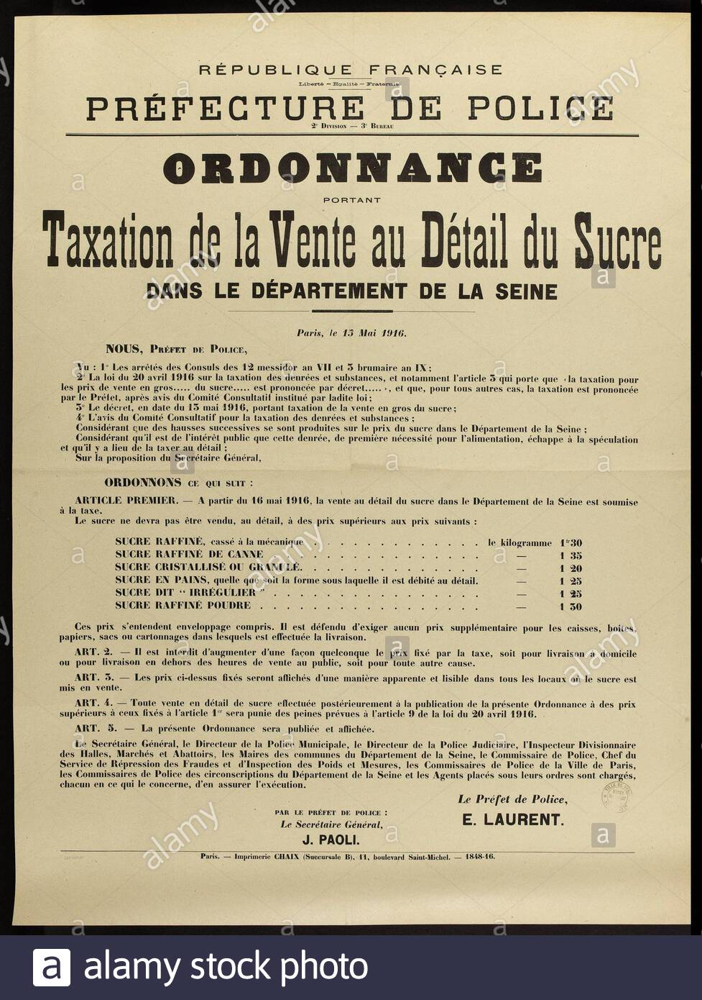 RÉPUBLIQUE FRANÇAISE
Liberté — Egalité — Fraternité
PRÉFECTURE DE POLICE
2e DIVISION — 3e BUREAU
ORDONNANCE
PORTANT
Taxation de la Vente au Détail du Sucre
DANS LE DÉPARTEMENT DE LA SEINE
Paris, le 15 Mai 1916.
NOUS, PRÉFET DE POLICE,
Vu : 1° Les arrêtés des Consuls des 12 messidor an VII et 3 brumaire an IX ;
2° La loi du 20 avril 1916 sur la taxation des denrées et substances, et notamment l'article 3 qui porte que « la taxation pour
les prix de vente en gros..... du sucre..... est prononcée par décret..... », et que, pour tous autres cas, la taxation est prononcée
par le Préfet, après avis du Comité Consultatif institué par ladite loi ;
3° Le décret, en date du 13 mai 1916, portant taxation de la vente en gros du sucre ;
4° L'avis du Comité Consultatif pour la taxation des denrées et substances ;
Considérant que des hausses successives se sont produites sur le prix du sucre dans le Département de la Seine ;
Considérant qu'il est de l'intérêt public que cette denrée, de première nécessité pour l'alimentation, échappe à la spéculation
et qu'il y a lieu de la taxer au détail ;
Sur la proposition du Secrétaire Général,
ORDONNONS CE QUI SUIT :
ARTICLE PREMIER. — A partir du 16 mai 1916, la vente au détail du sucre dans le Département de la Seine est soumise
à la taxe.
Le sucre ne devra pas être vendu, au détail, à des prix supérieurs aux prix suivants :
SUCRE RAFFINÉ, cassé à la mécanique . . . . . . . . . . . . le kilogramme 1fr30
SUCRE RAFFINÉ DE CANNE . . . . . . . . . . . . — 1 35
SUCRE CRISTALLISÉ OU GRANULÉ. . . . . . . . . . . . . — 1 20
SUCRE EN PAINS, quelle que soit la forme sous laquelle il est débité au détail. — 1 25
SUCRE DIT “ IRRÉGULIER ” . . . . . . . . . . . . . . . — 1 25
SUCRE RAFFINÉ POUDRE . . . . . . . . . . . . . . . . — 1 30
Ces prix s'entendent enveloppage compris. Il est défendu d'exiger aucun prix supplémentaire pour les caisses, boites,
papiers, sacs ou cartonnages dans lesquels est effectuée la livraison.
ART. 2. — Il est interdit d'augmenter d'une façon quelconque le prix fixé par la taxe, soit pour livraison à domicile
ou pour livraison en dehors des heures de vente au public, soit pour toute autre cause.
ART. 3. — Les prix ci-dessus fixés seront affichés d'une manière apparente et lisible dans tous les locaux où le sucre est
mis en vente.
ART. 4. — Toute vente en détail de sucre effectuée postérieurement à la publication de la présente Ordonnance à des prix
supérieurs à ceux fixés à l'article 1er sera punie des peines prévues à l'article 9 de la loi du 20 avril 1916.
ART. 5. — La présente Ordonnance sera publiée et affichée.
Le Secrétaire Général, le Directeur de la Police Municipale, le Directeur de la Police Judiciaire, l'Inspecteur Divisionnaire
des Halles, Marchés et Abattoirs, les Maires des communes du Département de la Seine, le Commissaire de Police, Chef du
Service de Répression des Fraudes et d'Inspection des Poids et Mesures, les Commissaires de Police de la Ville de Paris,
les Commissaires de Police des circonscriptions du Département de la Seine et les Agents placés sous leurs ordres sont chargés,
chacun en ce qui le concerne, d'en assurer l'exécution.
Le Préfet de Police,
E. LAURENT.
PAR LE PRÉFET DE POLICE :
Le Secrétaire Général,
J. PAOLI.
Paris. — Imprimerie CHAIX (Succursale B), 11, boulevard Saint-Michel. — 1848-16.
a alamy stock photo